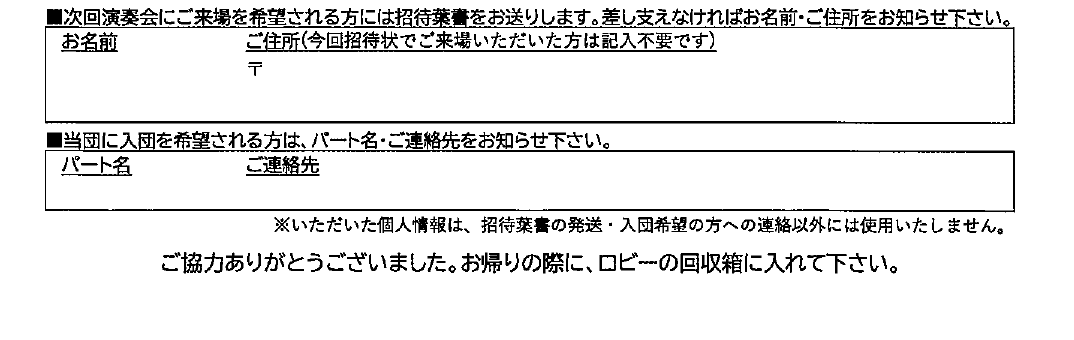 ■次回演奏会にご来場を希望される方には招待葉書をお送りします。差し支えなければお名前・ご住所をお知らせ下さい。
お名前 ご住所(今回招待状でご来場いただいた方は記入不要です)
〒
■当団に入団を希望される方は、パート名・ご連絡先をお知らせ下さい。
パート名 ご連絡先
※いただいた個人情報は、招待葉書の発送・入団希望の方への連絡以外には使用いたしません。
ご協力ありがとうございました。お帰りの際に、ロビーの回収箱に入れて下さい。